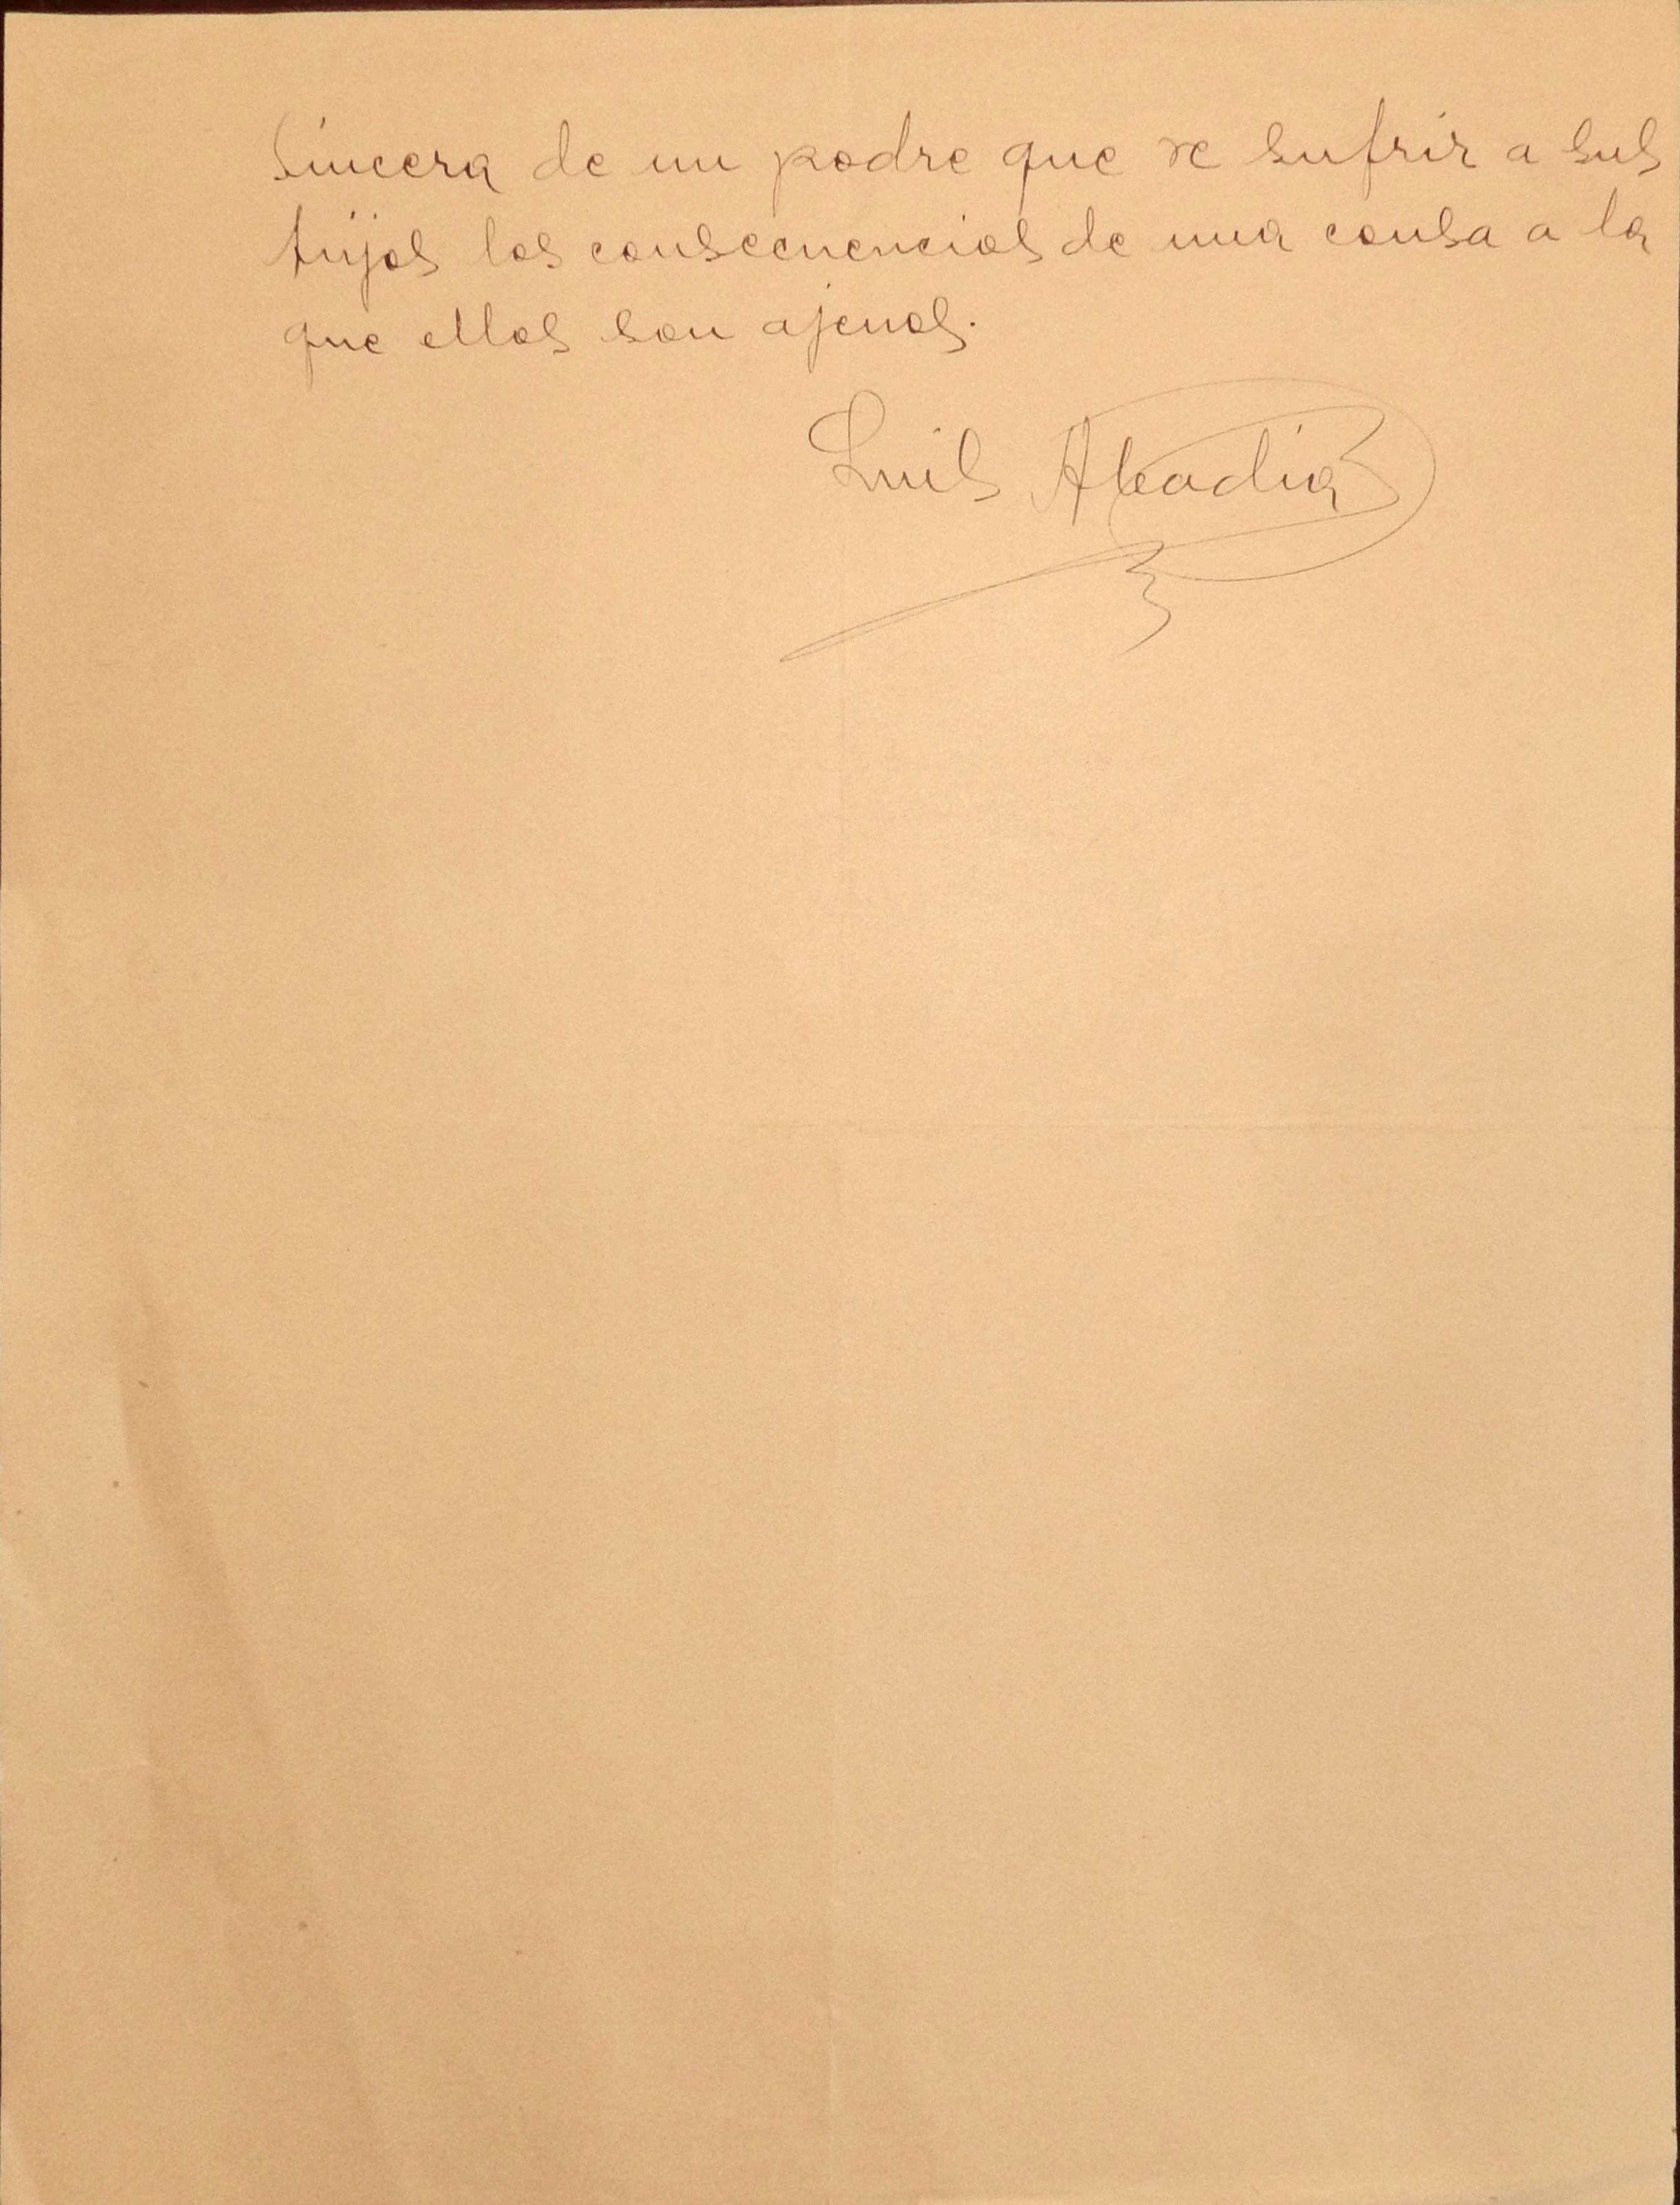 Sincera de un padre que ve sufrir a sus
hijos las consecuencias de una causa a la
que ellos son ajenos.
Luis Abadía